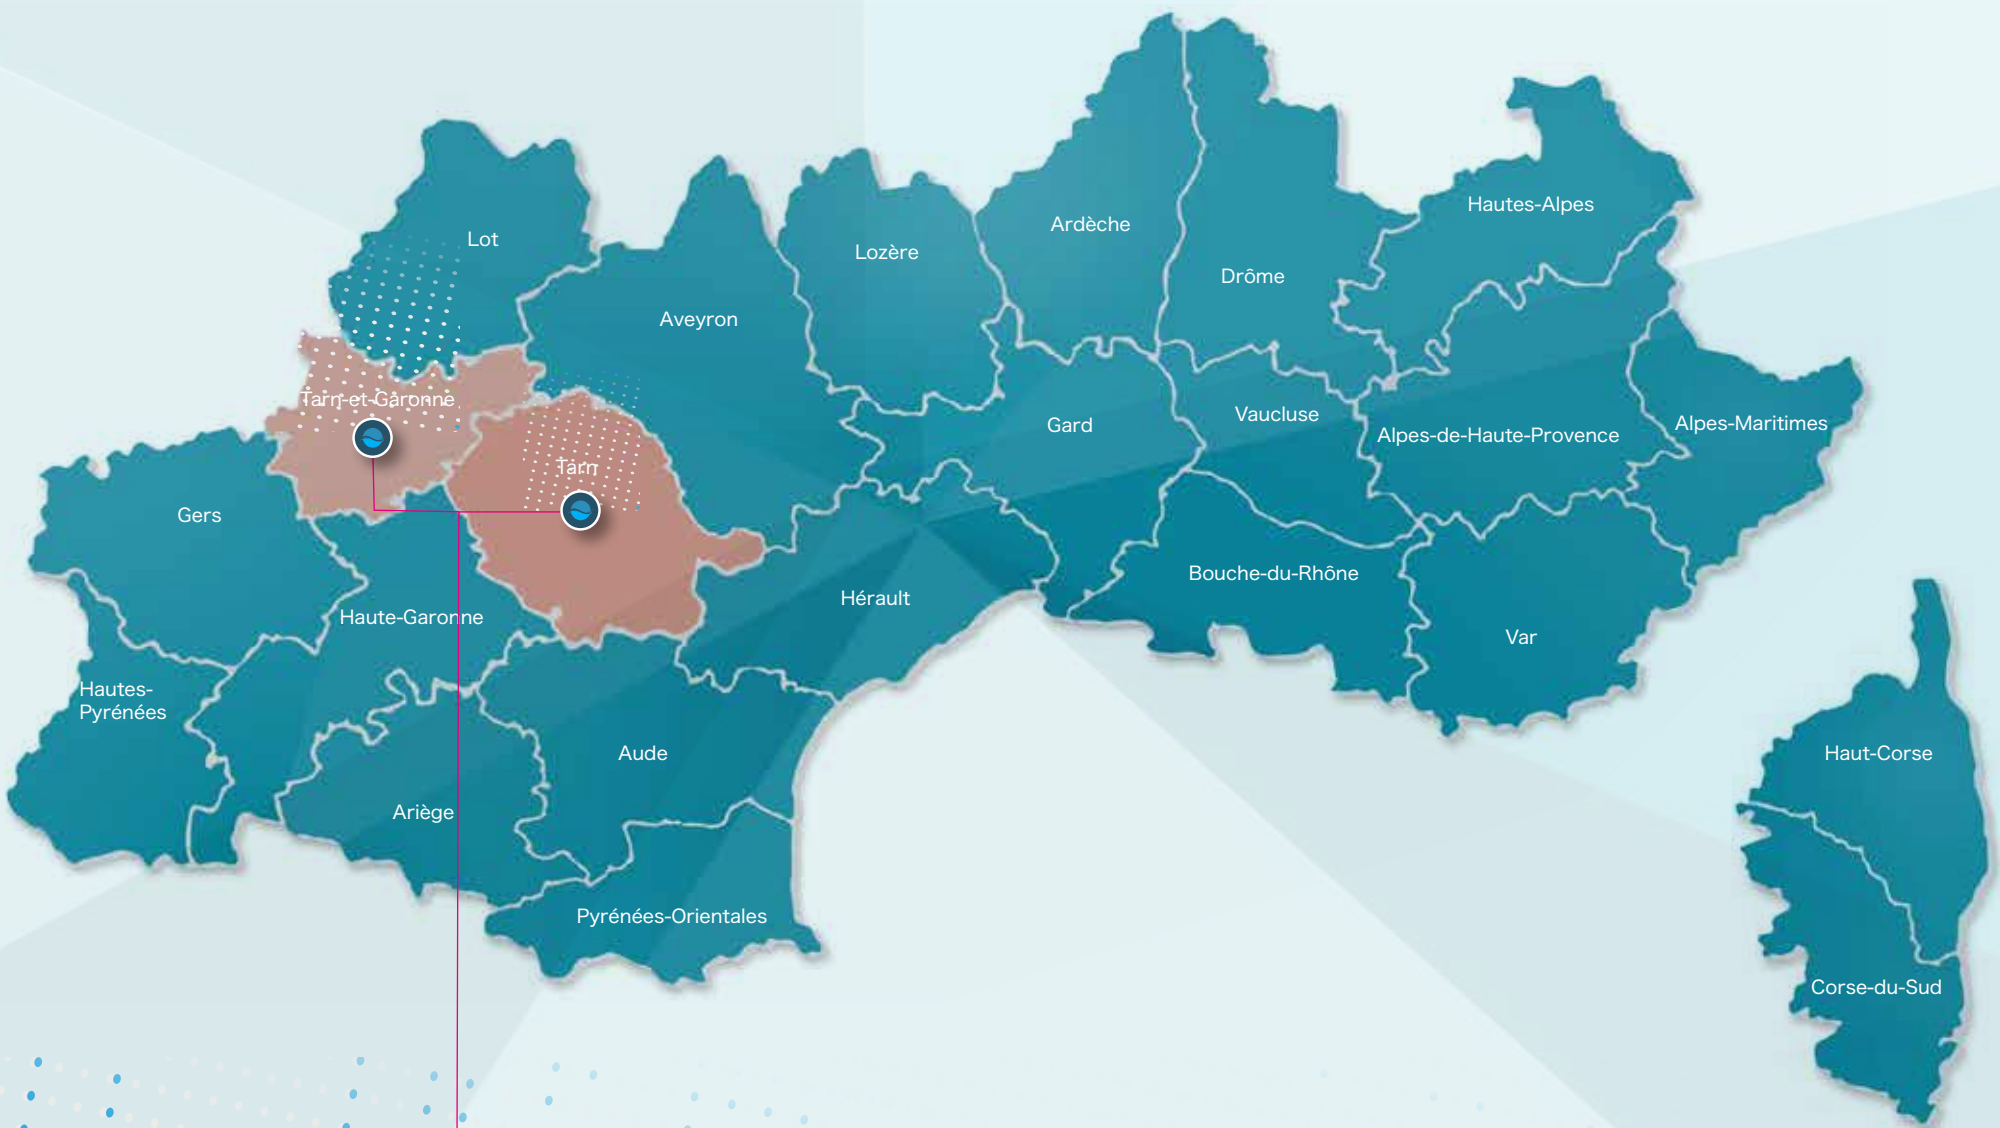 Hautes-Alpes
Ardèche
Lot
Lozère
Drôme
Aveyron
Tarn-et-Garonne
Vaucluse
Gard
Alpes-Maritimes
Alpes-de-Haute-Provence
Tarn
Gers
Bouche-du-Rhône
Hérault
Haute-Garonne
Var
Hautes-
Pyrénées
Aude
Haut-Corse
Ariège
Pyrénées-Orientales
Corse-du-Sud